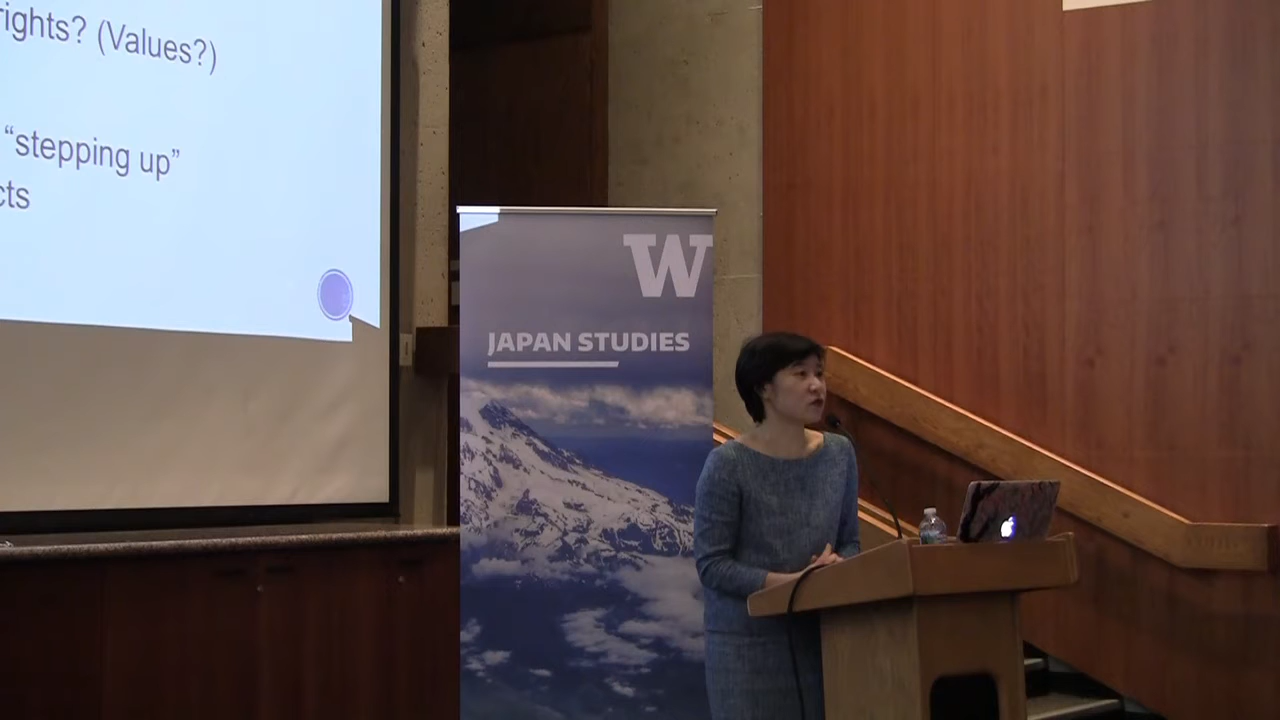 rights? (Values?)
“stepping up”
cts
W
JAPAN STUDIES